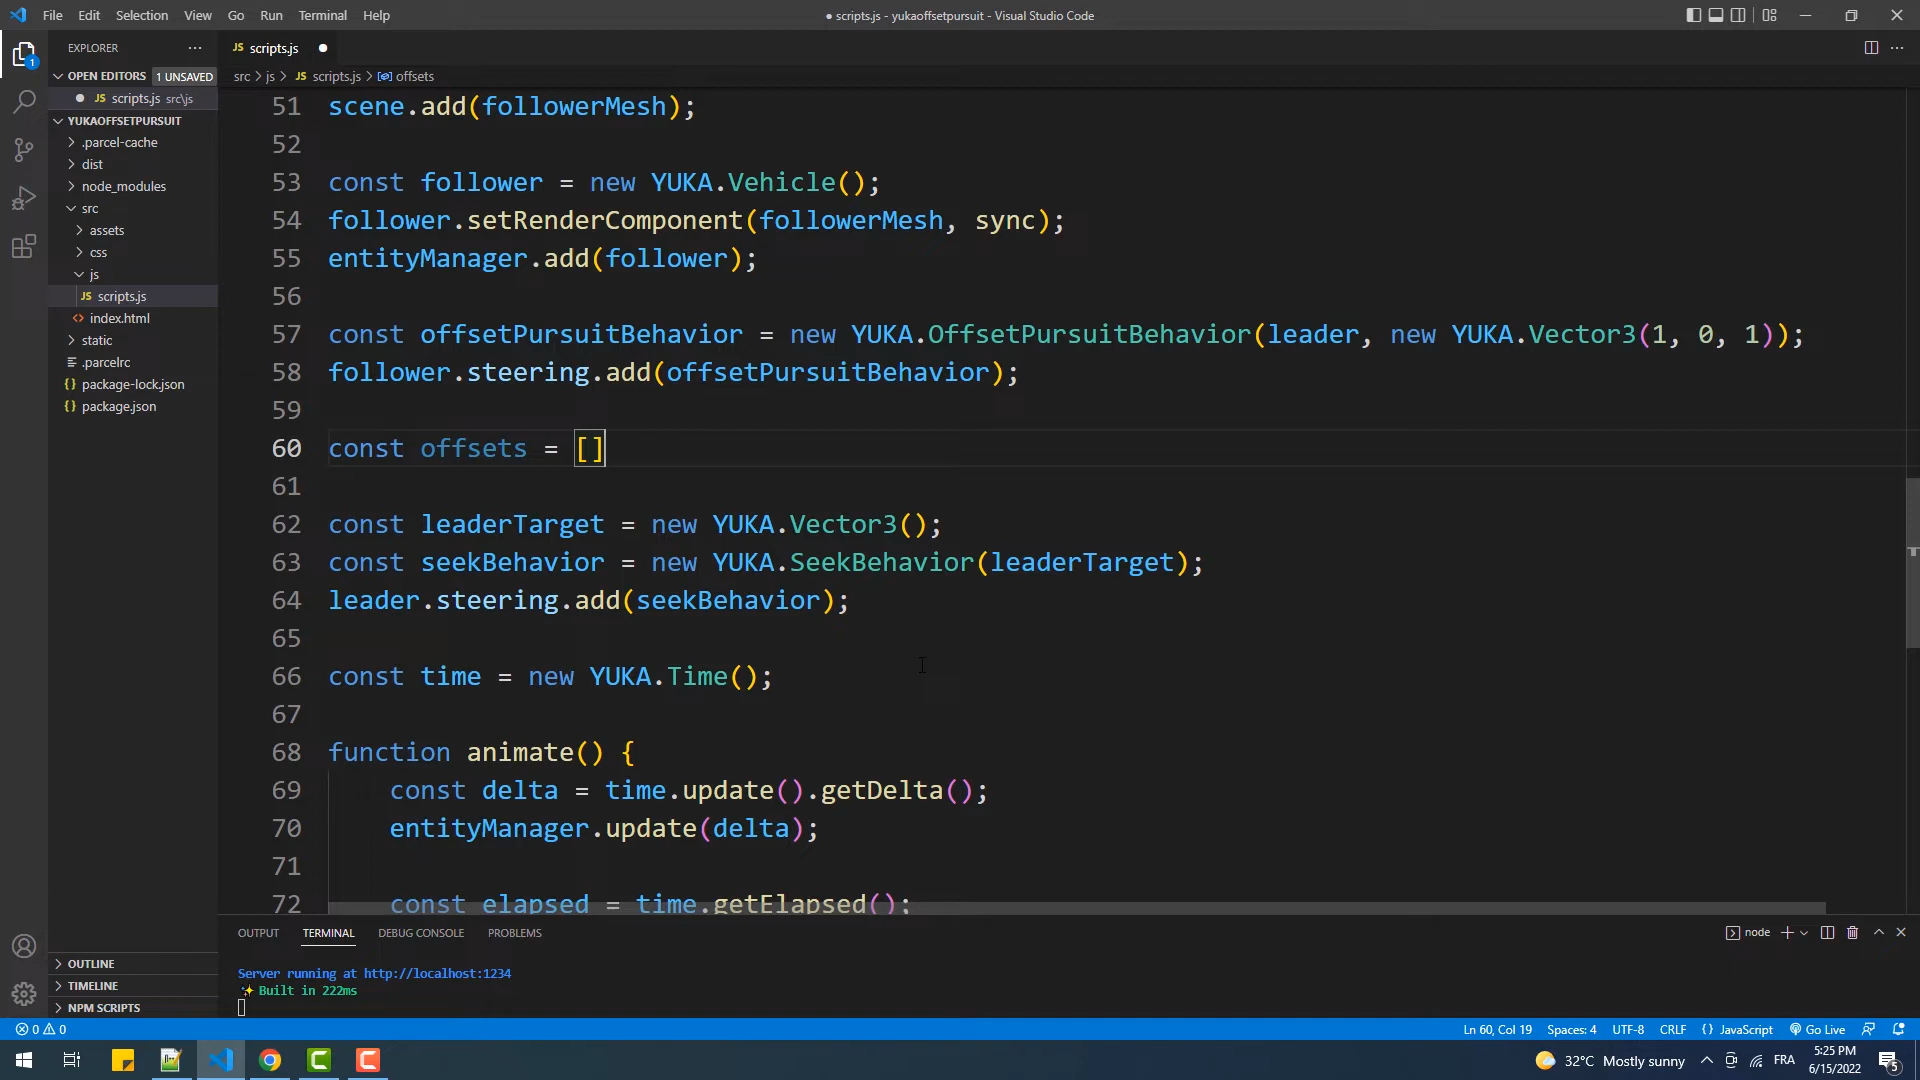 File Edit Selection View Go Run Terminal Help
● scripts.js - yukaoffsetpursuit - Visual Studio Code
EXPLORER
OPEN EDITORS 1 UNSAVED
JS scripts.js src\js
YUKAOFFSETPURSUIT
.parcel-cache
dist
node_modules
src
assets
css
js
JS scripts.js
<> index.html
static
.parcelrc
{} package-lock.json
{} package.json
OUTLINE
TIMELINE
NPM SCRIPTS
1
JS scripts.js ●
src > js > JS scripts.js > offsets
51 scene.add(followerMesh);
52
53 const follower = new YUKA.Vehicle();
54 follower.setRenderComponent(followerMesh, sync);
55 entityManager.add(follower);
56
57 const offsetPursuitBehavior = new YUKA.OffsetPursuitBehavior(leader, new YUKA.Vector3(1, 0, 1));
58 follower.steering.add(offsetPursuitBehavior);
59
60 const offsets = []
61
62 const leaderTarget = new YUKA.Vector3();
63 const seekBehavior = new YUKA.SeekBehavior(leaderTarget);
64 leader.steering.add(seekBehavior);
65
66 const time = new YUKA.Time();
67
68 function animate() {
69 const delta = time.update().getDelta();
70 entityManager.update(delta);
71
72 const elapsed = time.getElapsed();
OUTPUT TERMINAL DEBUG CONSOLE PROBLEMS
node
Server running at http://localhost:1234
✨ Built in 222ms
0 0
Ln 60, Col 19 Spaces: 4 UTF-8 CRLF {} JavaScript Go Live
32°C Mostly sunny
FRA
5:25 PM
6/15/2022
5